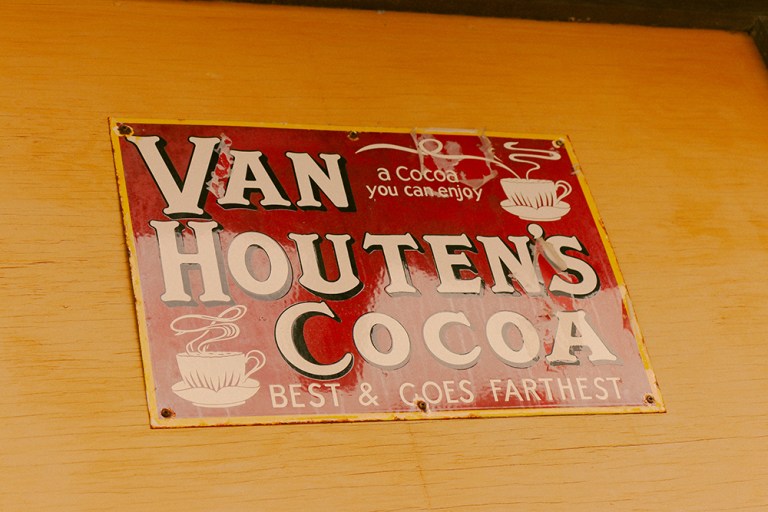 VAN
a Cocoa
you can enjoy
HOUTEN'S
COCOA
BEST & GOES FARTHEST